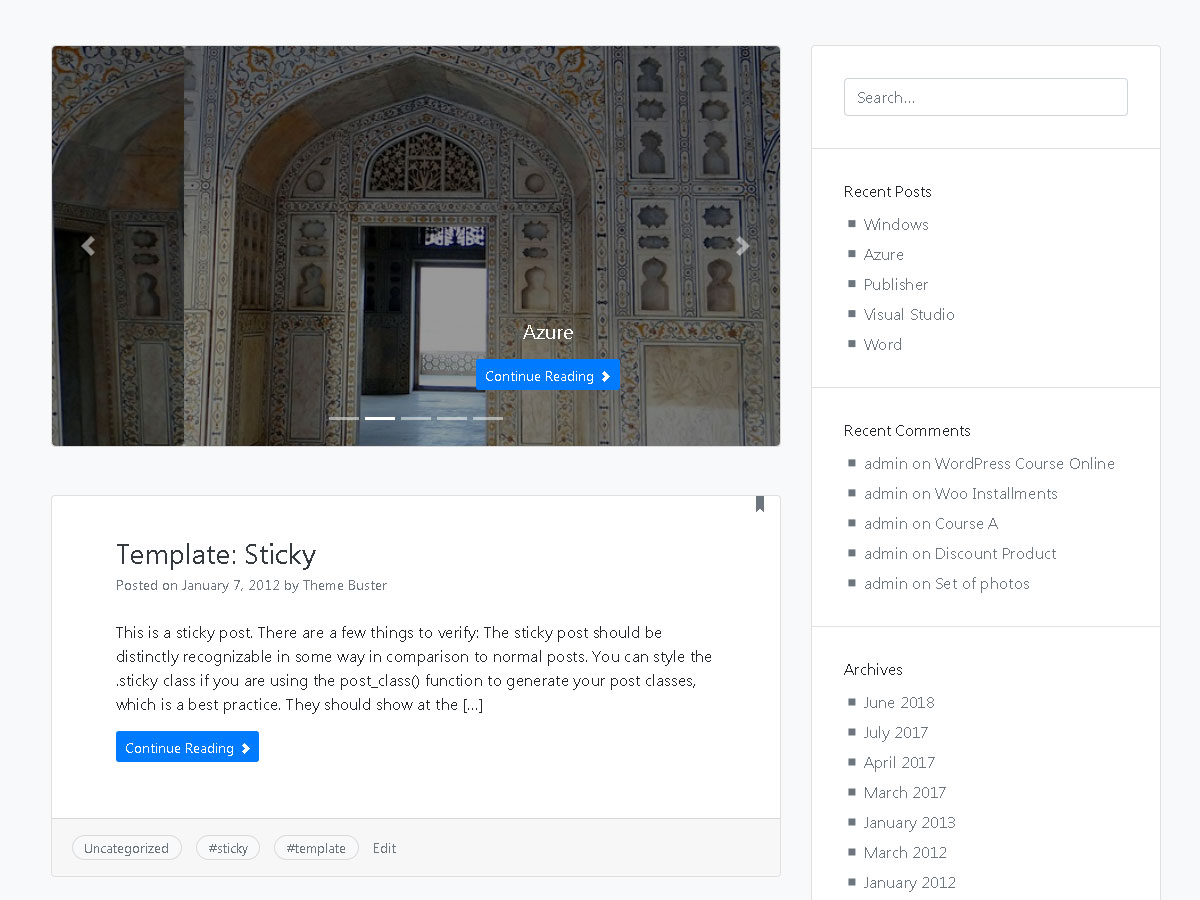 Azure
Continue Reading
Template: Sticky
Posted on January 7, 2012 by Theme Buster
This is a sticky post. There are a few things to verify: The sticky post should be
distinctly recognizable in some way in comparison to normal posts. You can style the
.sticky class if you are using the post_class() function to generate your post classes,
which is a best practice. They should show at the [...]
Continue Reading
Uncategorized #sticky #template Edit
Search...
Recent Posts
Windows
Azure
Publisher
Visual Studio
Word
Recent Comments
admin on WordPress Course Online
admin on Woo Installments
admin on Course A
admin on Discount Product
admin on Set of photos
Archives
June 2018
July 2017
April 2017
March 2017
January 2013
March 2012
January 2012